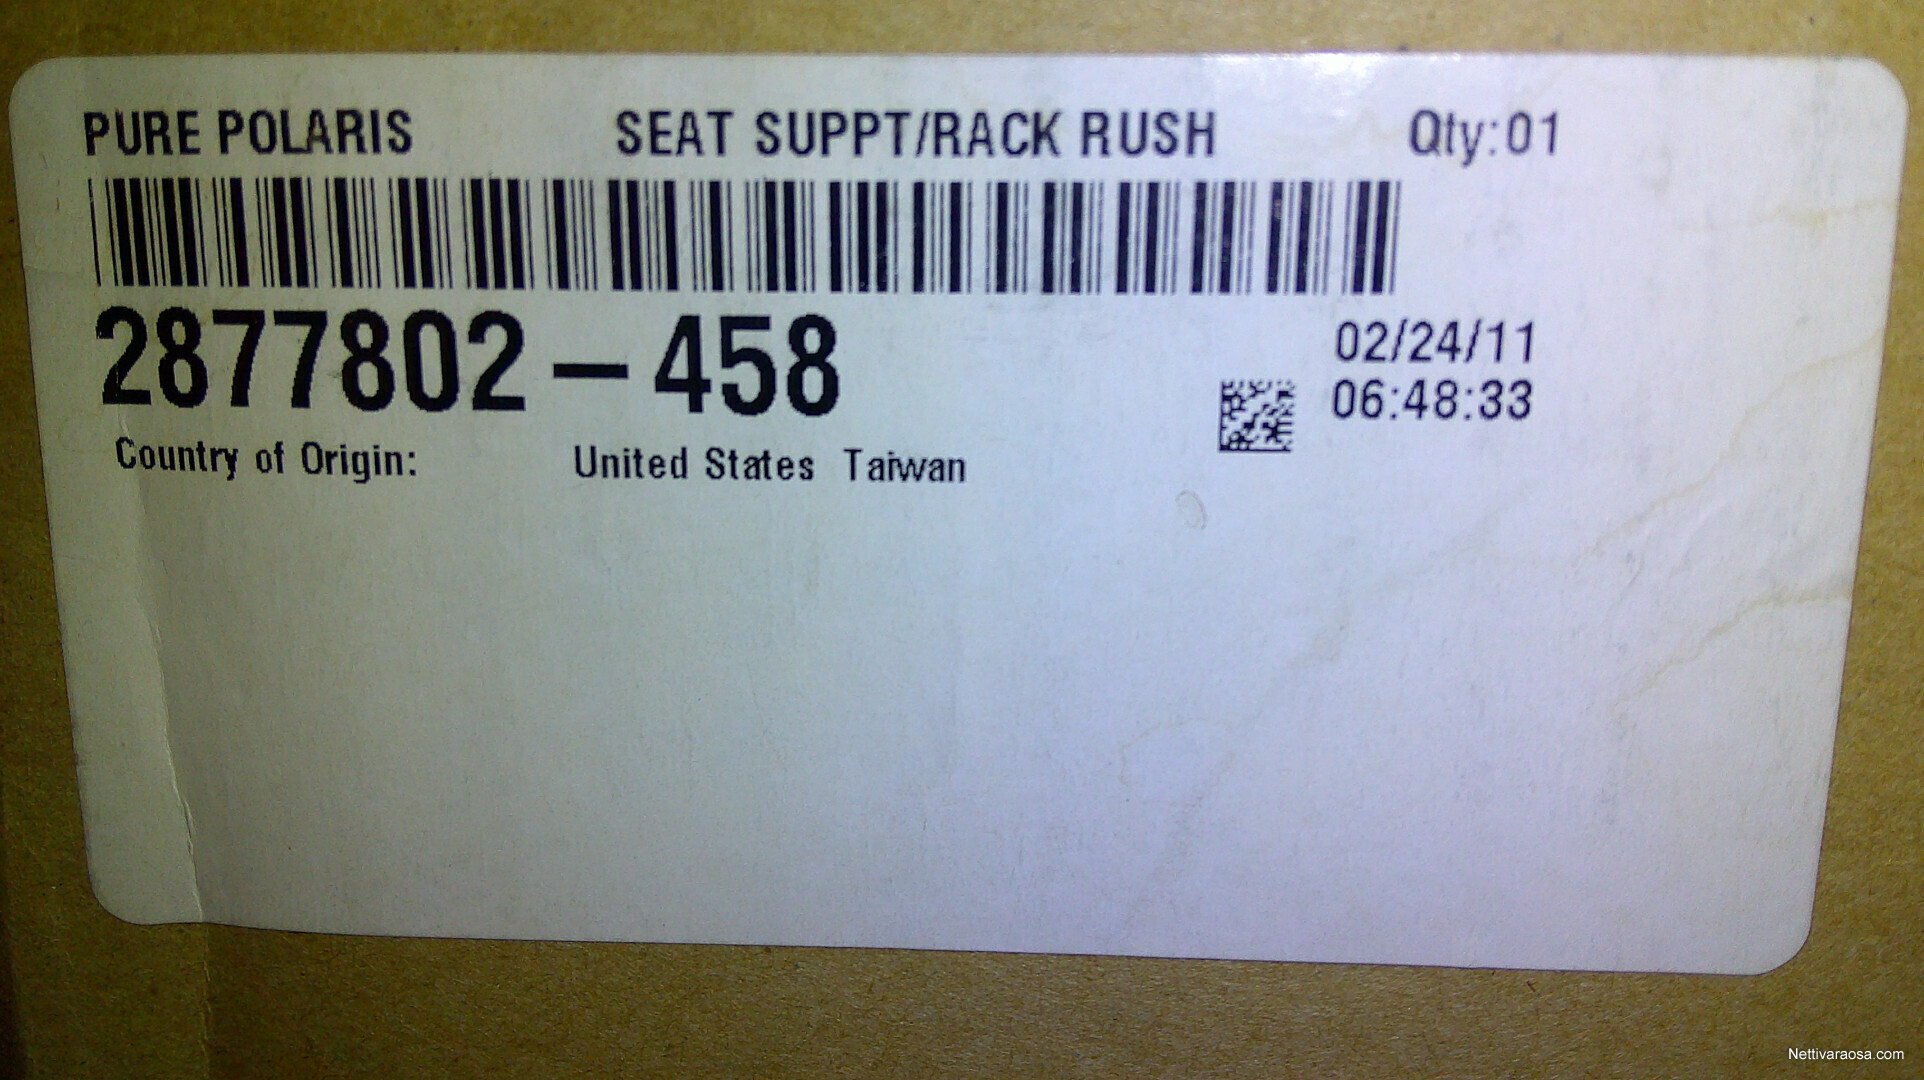 PURE POLARIS SEAT SUPPT/RACK RUSH Qty:01
2877802-458
02/24/11
06:48:33
Country of Origin: United States Taiwan
Nettivaraosa.com